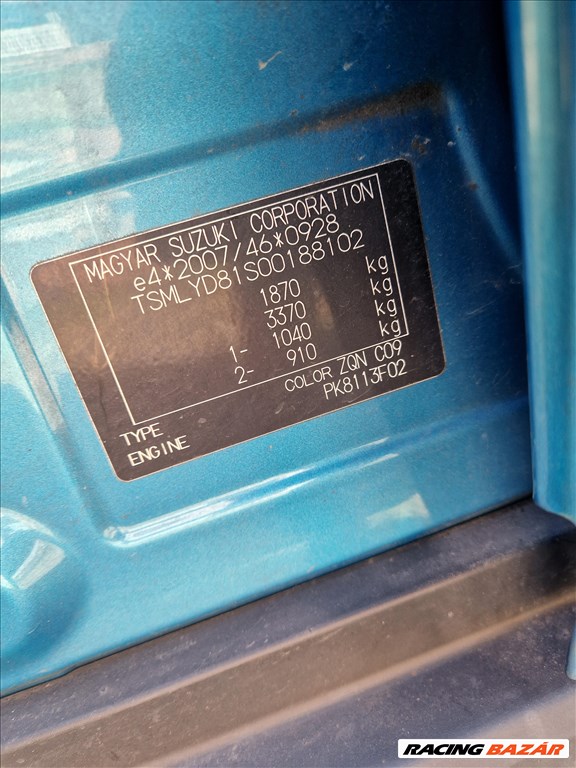 MAGYAR SUZUKI CORPORATION
e4*2007/46*0928
TSMLYD81S00188102
1870 kg
3370 kg
1- 1040 kg
2- 910
COLOR ZQN C09
TYPE PK8113F02
ENGINE
RACING BAZÁR